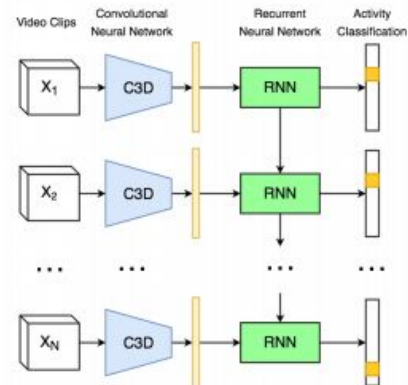 Video Clips
Convolutional
Neural Network
Recurrent
Neural Network
Activity
Classification
X1
C3D
RNN
X2
C3D
RNN
... ... ... ...
XN
C3D
RNN